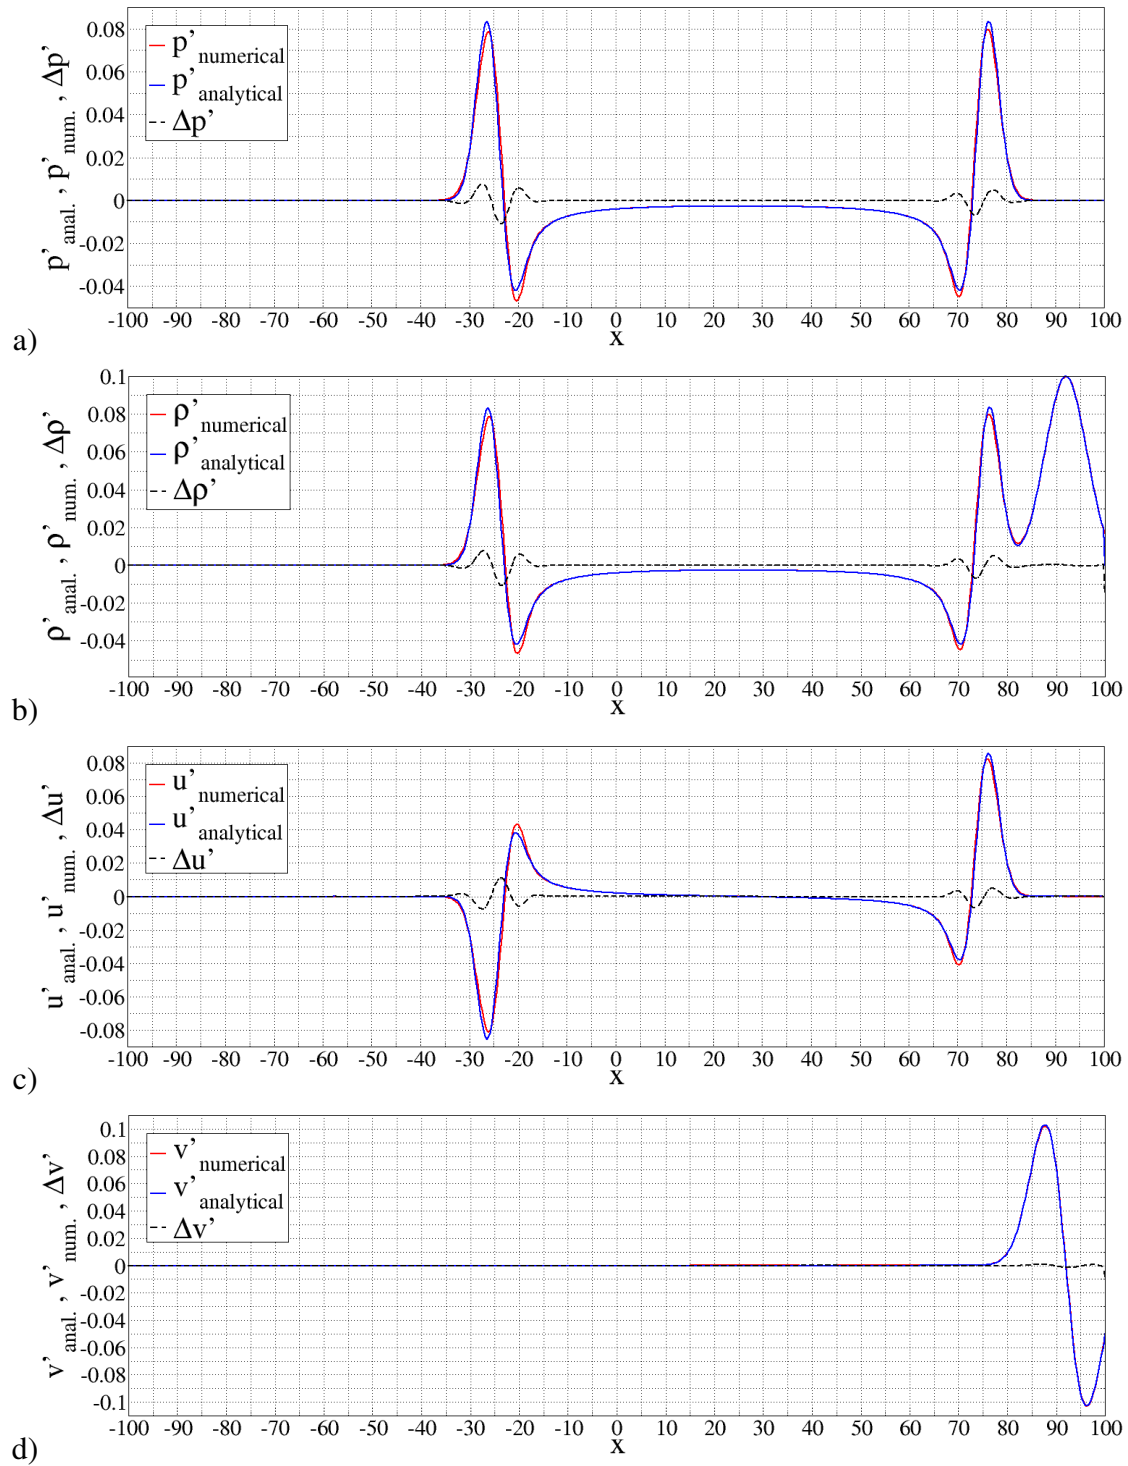 p'anal. , p'num. , Δp'
0.08
0.06
0.04
0.02
0
-0.02
-0.04
p'numerical
p'analytical
Δp'
-100 -90 -80 -70 -60 -50 -40 -30 -20 -10 0 10 20 30 40 50 60 70 80 90 100
x
a)
ρ'anal. , ρ'num. , Δρ'
0.1
0.08
0.06
0.04
0.02
0
-0.02
-0.04
ρ'numerical
ρ'analytical
Δρ'
-100 -90 -80 -70 -60 -50 -40 -30 -20 -10 0 10 20 30 40 50 60 70 80 90 100
x
b)
u'anal. , u'num. , Δu'
0.08
0.06
0.04
0.02
0
-0.02
-0.04
-0.06
-0.08
u'numerical
u'analytical
Δu'
-100 -90 -80 -70 -60 -50 -40 -30 -20 -10 0 10 20 30 40 50 60 70 80 90 100
x
c)
v'anal. , v'num. , Δv'
0.1
0.08
0.06
0.04
0.02
0
-0.02
-0.04
-0.06
-0.08
-0.1
v'numerical
v'analytical
Δv'
-100 -90 -80 -70 -60 -50 -40 -30 -20 -10 0 10 20 30 40 50 60 70 80 90 100
x
d)